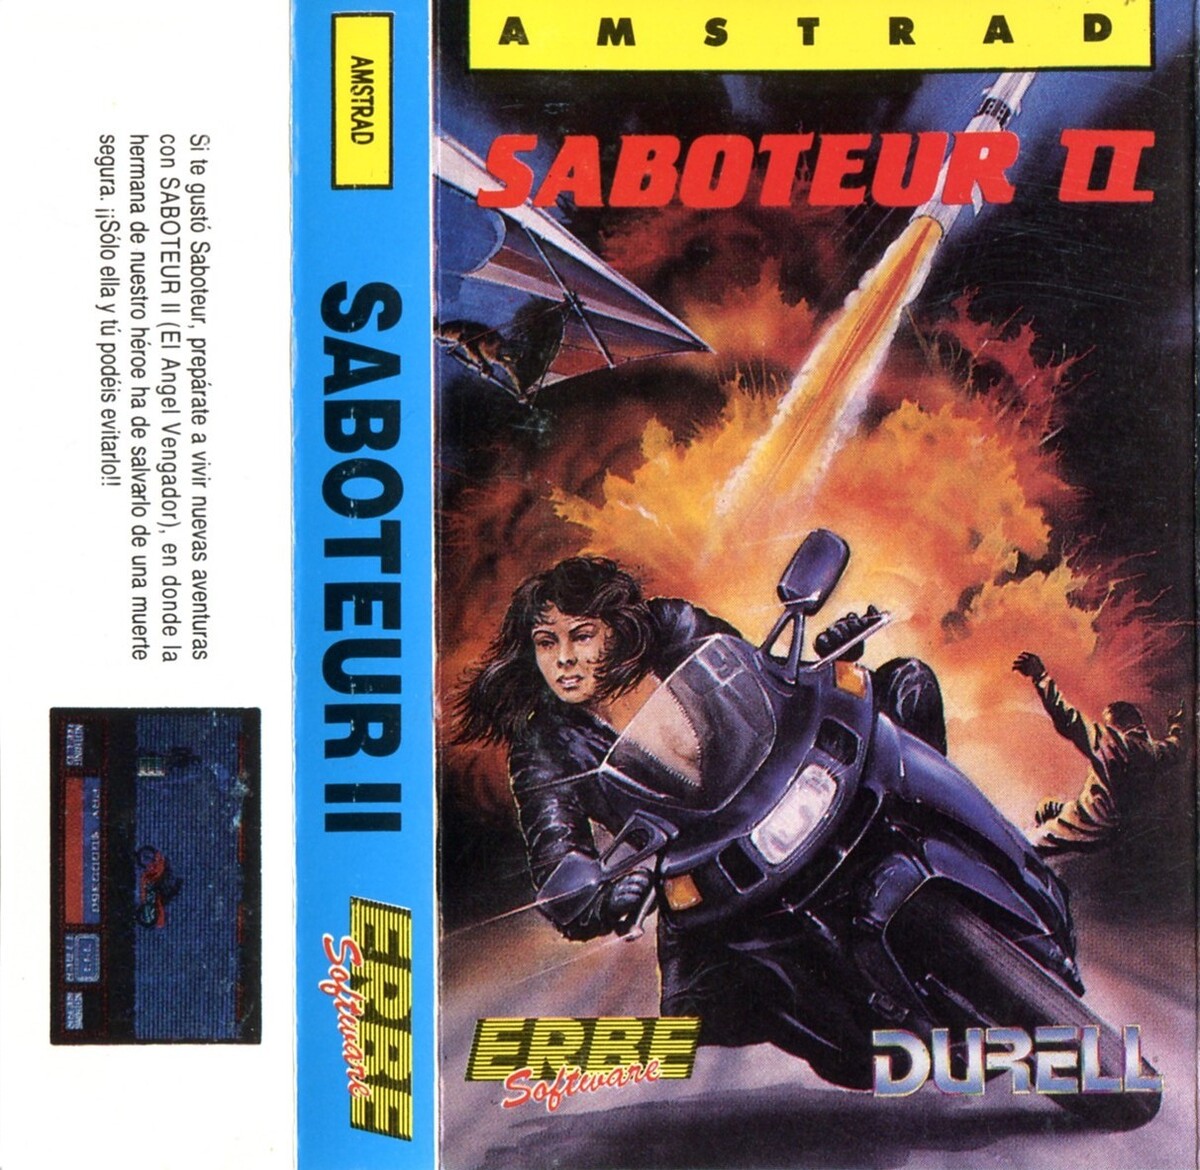 Si te gustó Saboteur, prepárate a vivir nuevas aventuras
con SABOTEUR II (El Angel Vengador), en donde la
hermana de nuestro héroe ha de salvarlo de una muerte
segura. ¡¡Sólo ella y tú podéis evitarlo!!
AMSTRAD
SABOTEUR II
ERBE
Software
AMSTRAD
SABOTEUR II
ERBE
Software
DURELL